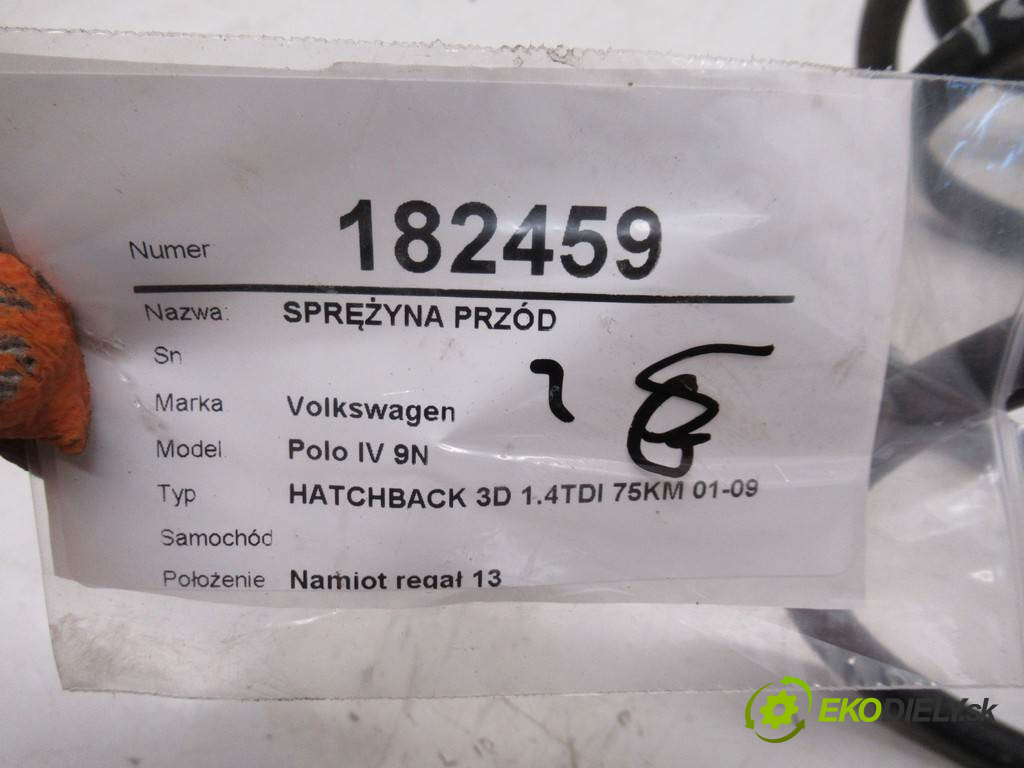 Numer 182459
Nazwa: SPRĘŻYNA PRZÓD
Sn
Marka Volkswagen
Model Polo IV 9N
Typ HATCHBACK 3D 1.4TDI 75KM 01-09
Samochód
Położenie Namiot regał 13
EKODIELY.sk